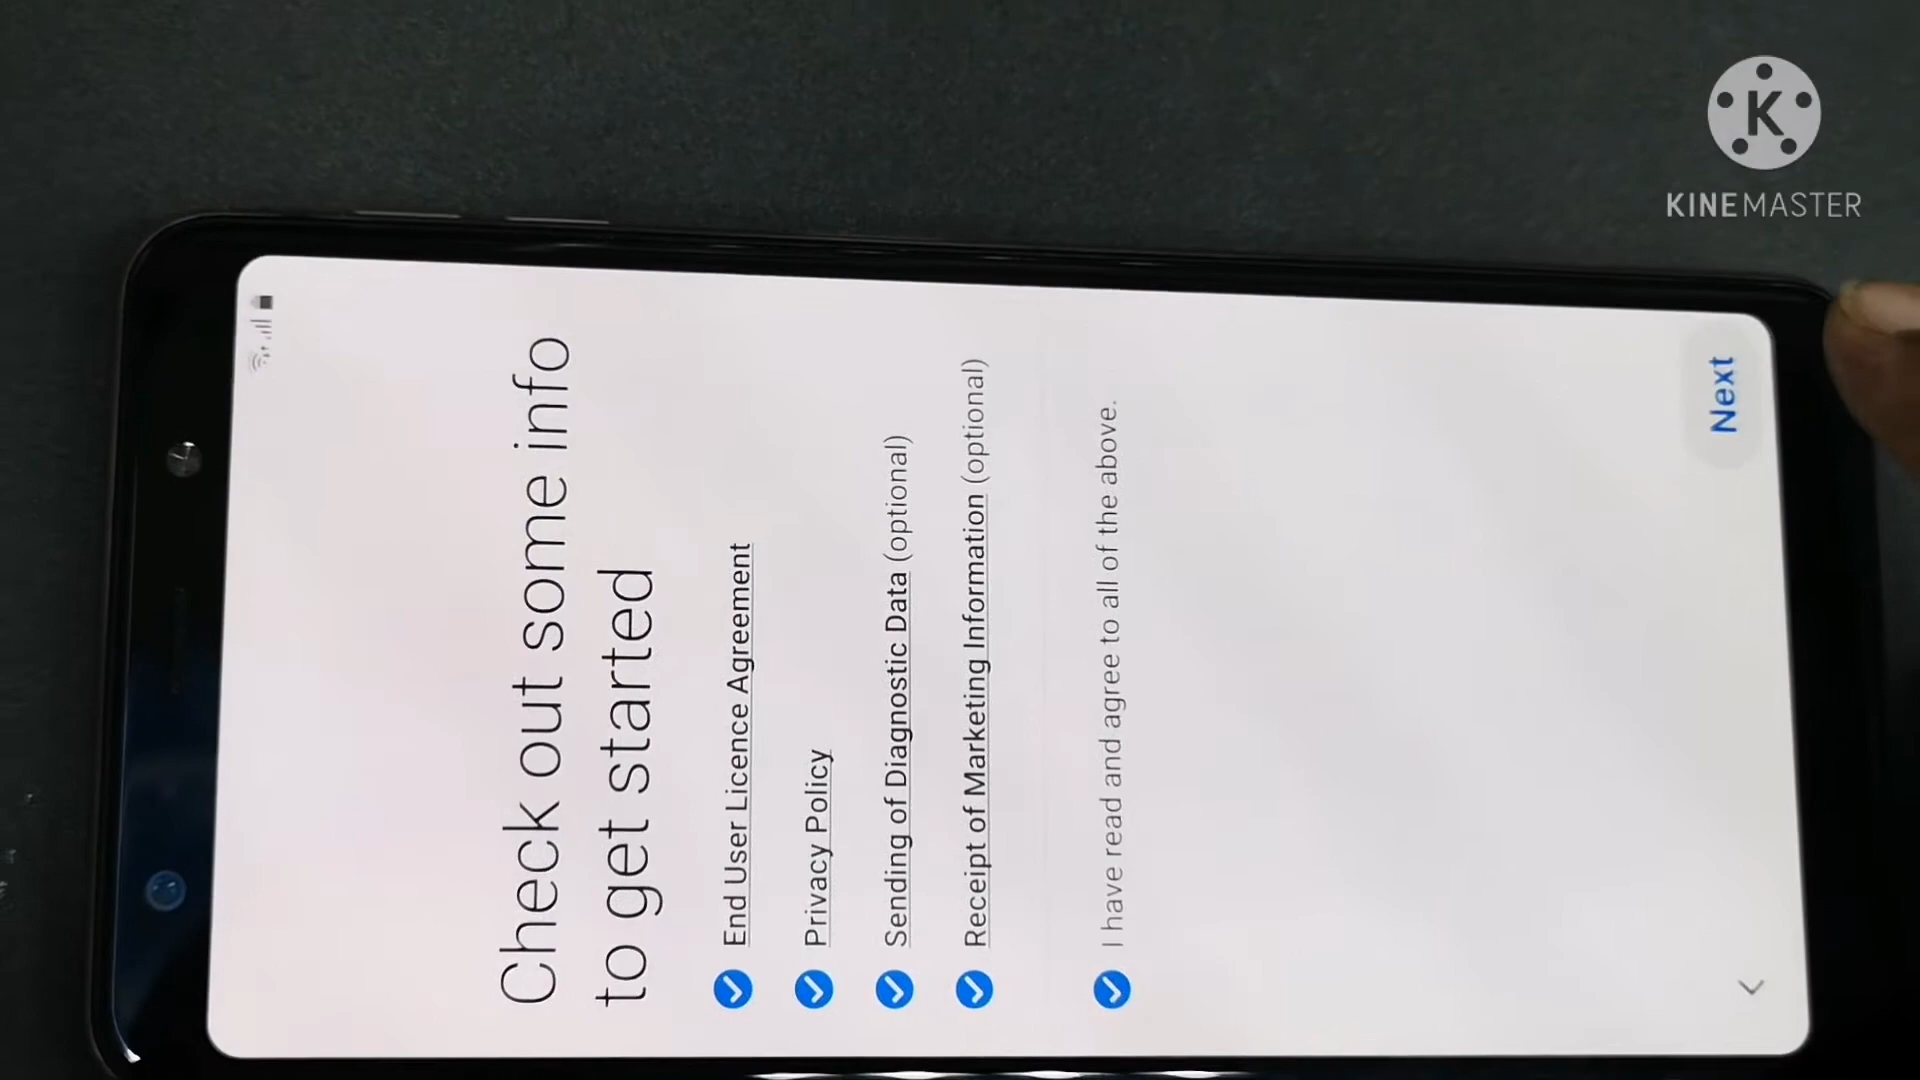 Check out some info
to get started
End User Licence Agreement
Privacy Policy
Sending of Diagnostic Data (optional)
Receipt of Marketing Information (optional)
I have read and agree to all of the above.
Next
K
KINEMASTER